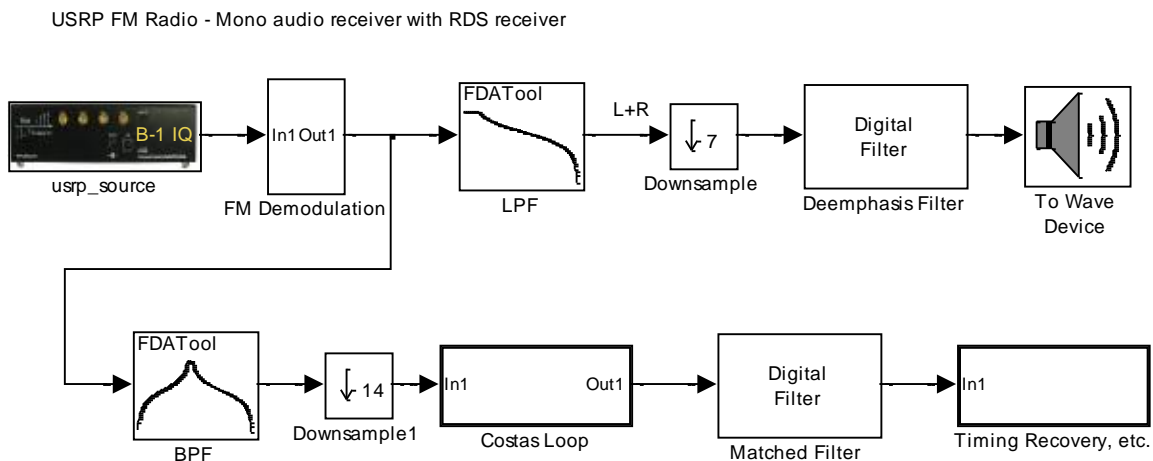 USRP FM Radio - Mono audio receiver with RDS receiver
B-1 IQ
usrp_source
In1 Out1
FM Demodulation
FDATool
LPF
L+R
7
Downsample
Digital
Filter
Deemphasis Filter
To Wave
Device
FDATool
BPF
14
Downsample1
In1 Out1
Costas Loop
Digital
Filter
Matched Filter
In1
Timing Recovery, etc.